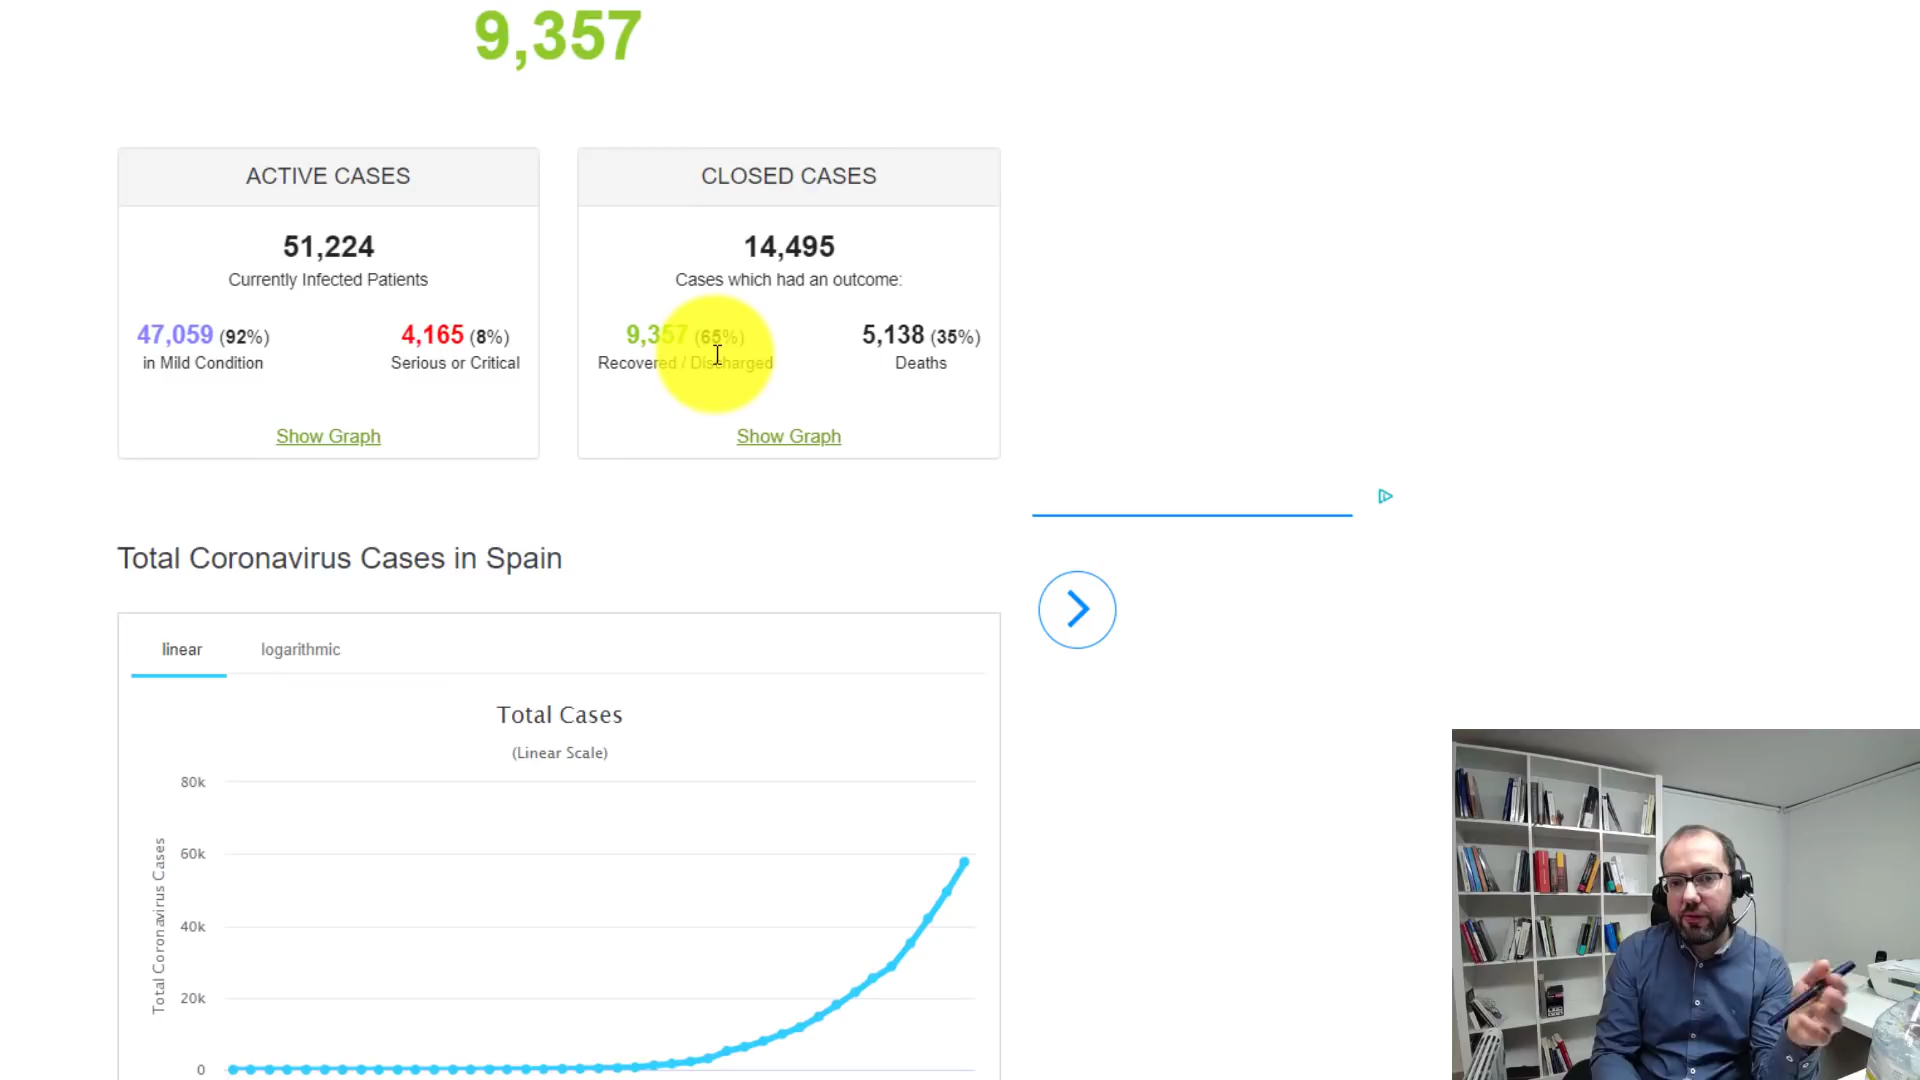 9,357
ACTIVE CASES
51,224
Currently Infected Patients
47,059 (92%)
in Mild Condition
4,165 (8%)
Serious or Critical
Show Graph
CLOSED CASES
14,495
Cases which had an outcome:
9,357 (65%)
Recovered / Discharged
5,138 (35%)
Deaths
Show Graph
Total Coronavirus Cases in Spain
linear
logarithmic
Total Cases
(Linear Scale)
Total Coronavirus Cases
80k
60k
40k
20k
0